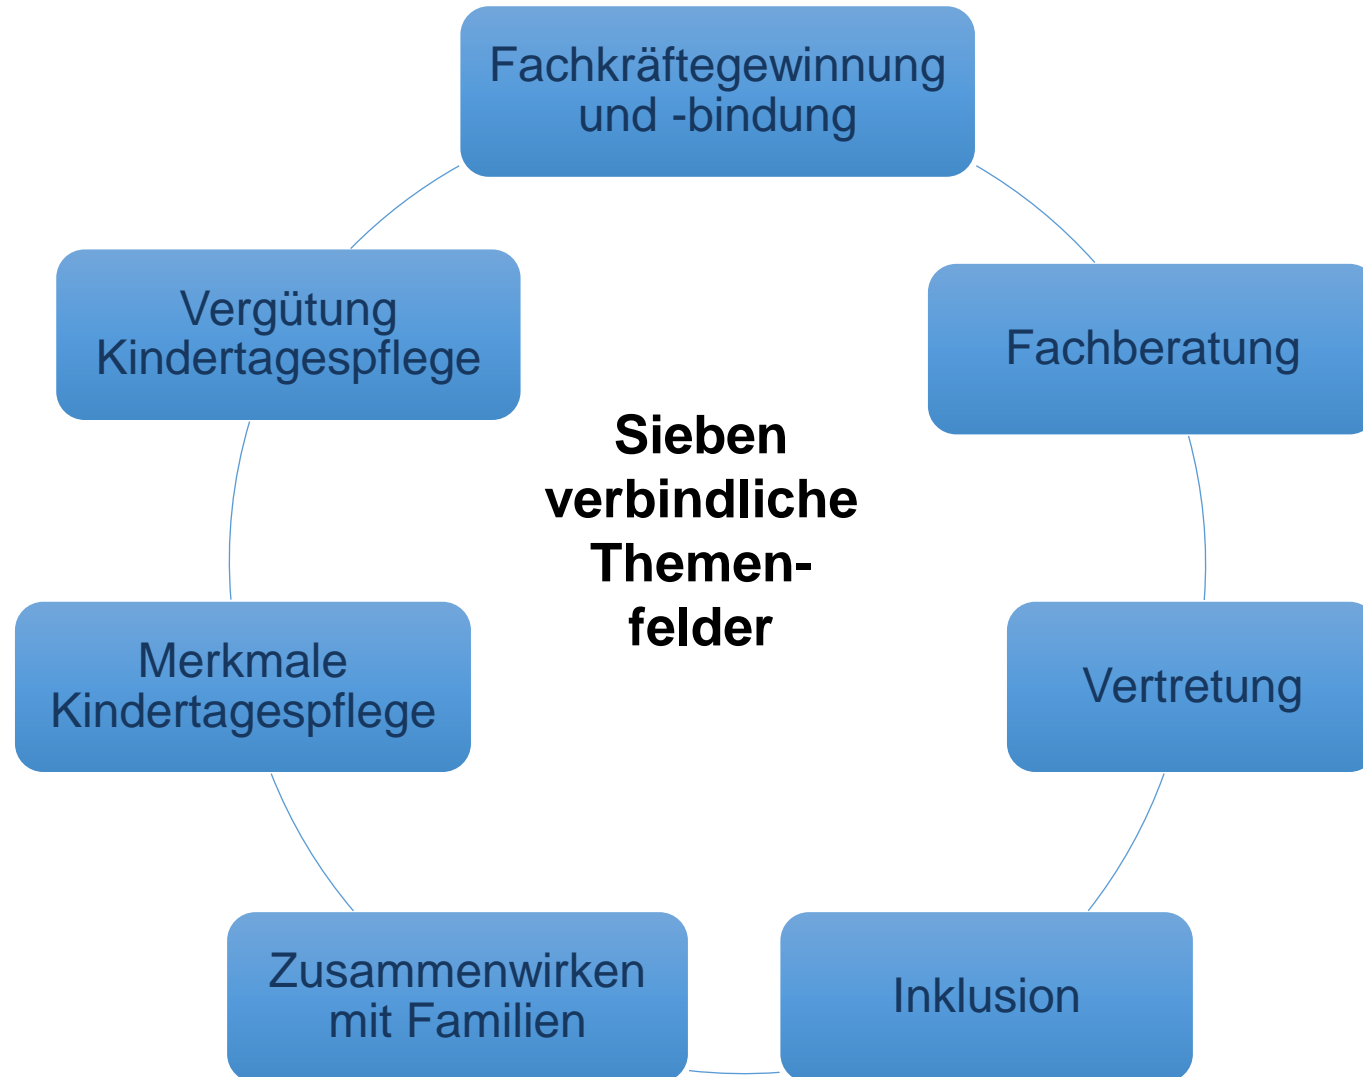 Fachkräftegewinnung
und -bindung
Vergütung
Kindertagespflege
Fachberatung
Sieben
verbindliche
Themen-
felder
Merkmale
Kindertagespflege
Vertretung
Zusammenwirken
mit Familien
Inklusion